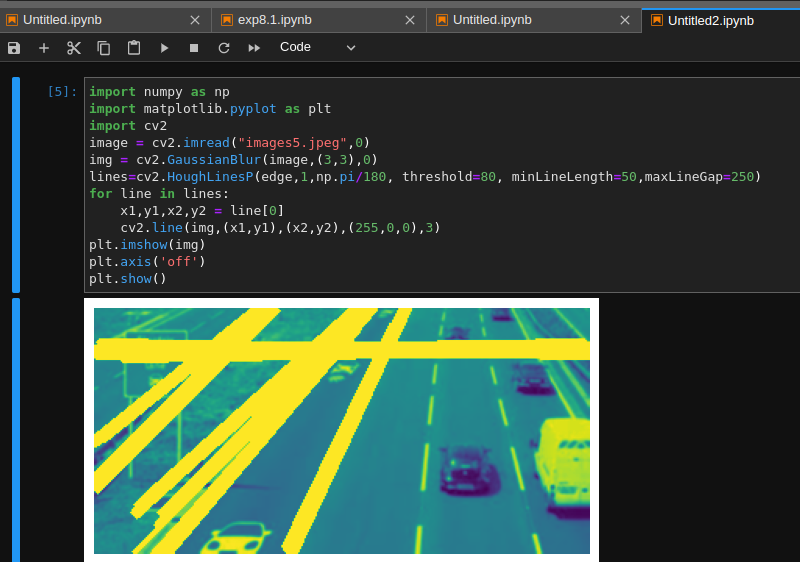 Untitled.ipynb
exp8.1.ipynb
Untitled.ipynb
Untitled2.ipynb
Code
[5]:
import numpy as np
import matplotlib.pyplot as plt
import cv2
image = cv2.imread("images5.jpeg",0)
img = cv2.GaussianBlur(image,(3,3),0)
lines=cv2.HoughLinesP(edge,1,np.pi/180, threshold=80, minLineLength=50,maxLineGap=250)
for line in lines:
    x1,y1,x2,y2 = line[0]
    cv2.line(img,(x1,y1),(x2,y2),(255,0,0),3)
plt.imshow(img)
plt.axis('off')
plt.show()